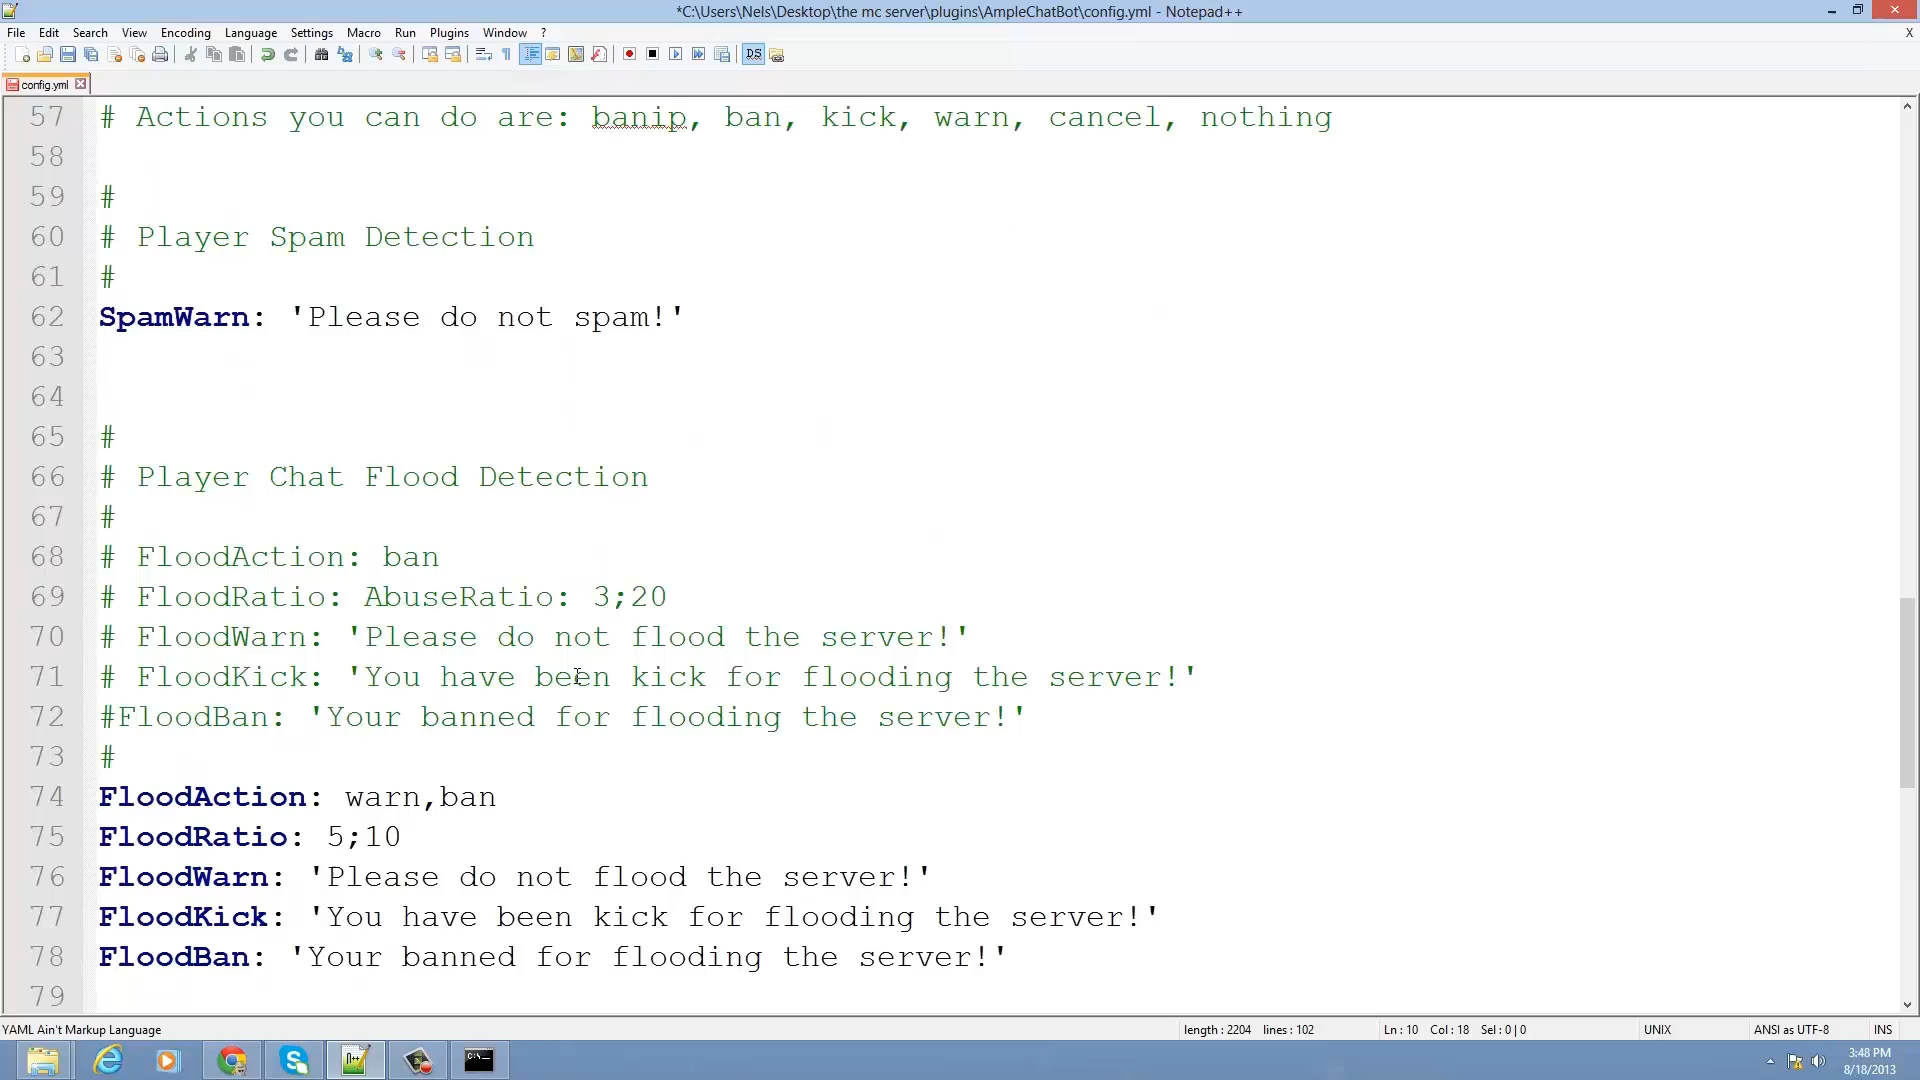 *C:\Users\Nels\Desktop\the mc server\plugins\AmpleChatBot\config.yml - Notepad++
File Edit Search View Encoding Language Settings Macro Run Plugins Window ? X
config.yml
57 # Actions you can do are: banip, ban, kick, warn, cancel, nothing
58
59 #
60 # Player Spam Detection
61 #
62 SpamWarn: 'Please do not spam!'
63
64
65 #
66 # Player Chat Flood Detection
67 #
68 # FloodAction: ban
69 # FloodRatio: AbuseRatio: 3;20
70 # FloodWarn: 'Please do not flood the server!'
71 # FloodKick: 'You have been kick for flooding the server!'
72 #FloodBan: 'Your banned for flooding the server!'
73 #
74 FloodAction: warn,ban
75 FloodRatio: 5;10
76 FloodWarn: 'Please do not flood the server!'
77 FloodKick: 'You have been kick for flooding the server!'
78 FloodBan: 'Your banned for flooding the server!'
79
YAML Ain't Markup Language length : 2204 lines : 102 Ln : 10 Col : 18 Sel : 0 | 0 UNIX ANSI as UTF-8 INS
3:48 PM
8/18/2013